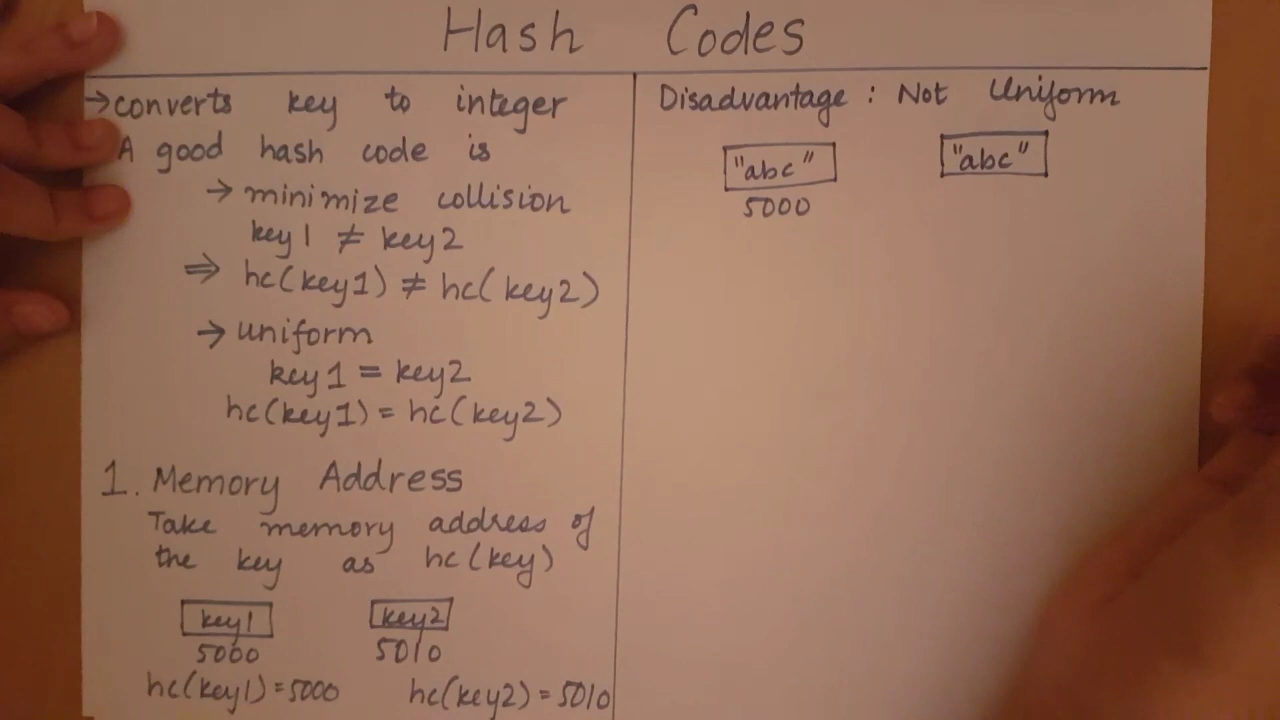 Hash Codes
→ converts key to integer
A good hash code is
→ minimize collision
key1 ≠ key2
⇒ hc(key1) ≠ hc(key2)
→ uniform
key1 = key2
hc(key1) = hc(key2)
1. Memory Address
Take memory address of
the key as hc(key)
key1 key2
5000 5010
hc(key1) = 5000 hc(key2) = 5010
Disadvantage : Not Uniform
"abc" "abc"
5000